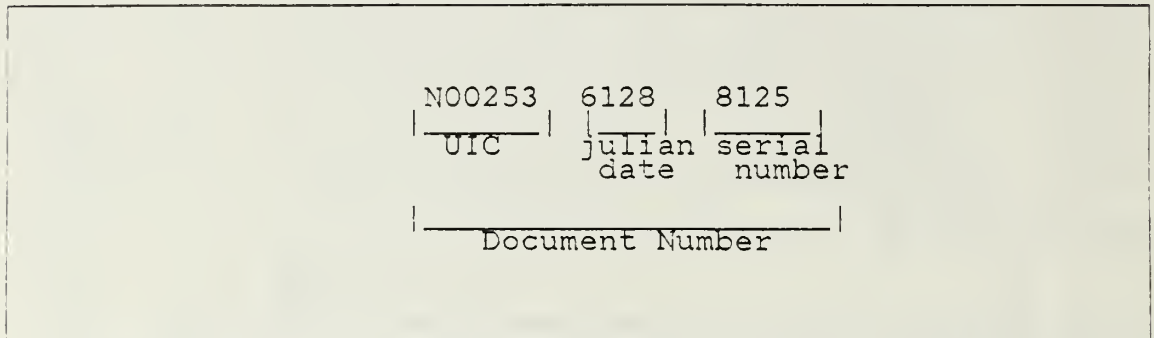 N00253 6128 8125
UIC julian serial
date number
Document Number